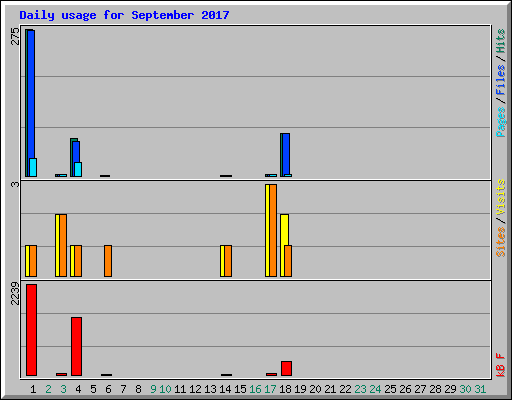 Daily usage for September 2017
275
Pages / Files / Hits
3
Sites / Visits
2239
kB F
1 2 3 4 5 6 7 8 9 10 11 12 13 14 15 16 17 18 19 20 21 22 23 24 25 26 27 28 29 30 31